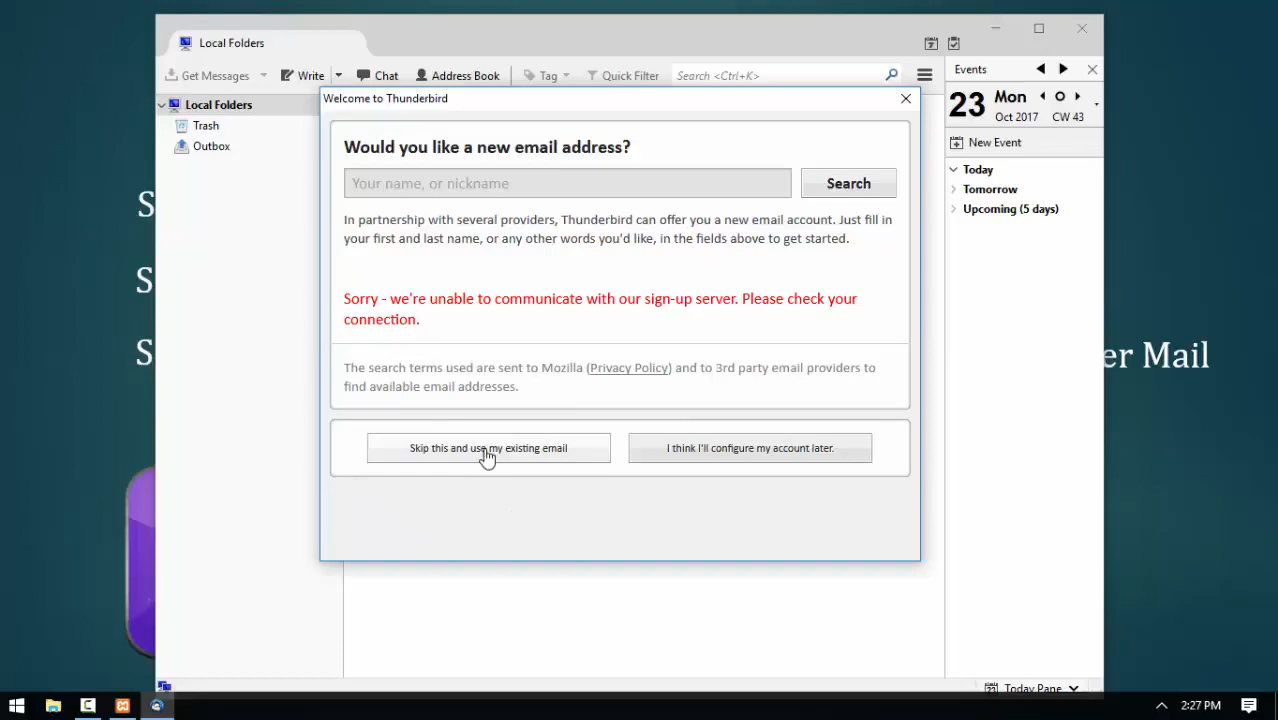 Local Folders
Get Messages Write Chat Address Book Tag Quick Filter Search <Ctrl+K>
Events
23 Mon
Oct 2017 CW 43
New Event
Today
Tomorrow
Upcoming (5 days)
Local Folders
Trash
Outbox
Welcome to Thunderbird
Would you like a new email address?
Your name, or nickname Search
In partnership with several providers, Thunderbird can offer you a new email account. Just fill in
your first and last name, or any other words you'd like, in the fields above to get started.
Sorry - we're unable to communicate with our sign-up server. Please check your
connection.
The search terms used are sent to Mozilla (Privacy Policy) and to 3rd party email providers to
find available email addresses.
Skip this and use my existing email I think I'll configure my account later.
S
S
S
er Mail
Today Pane
2:27 PM